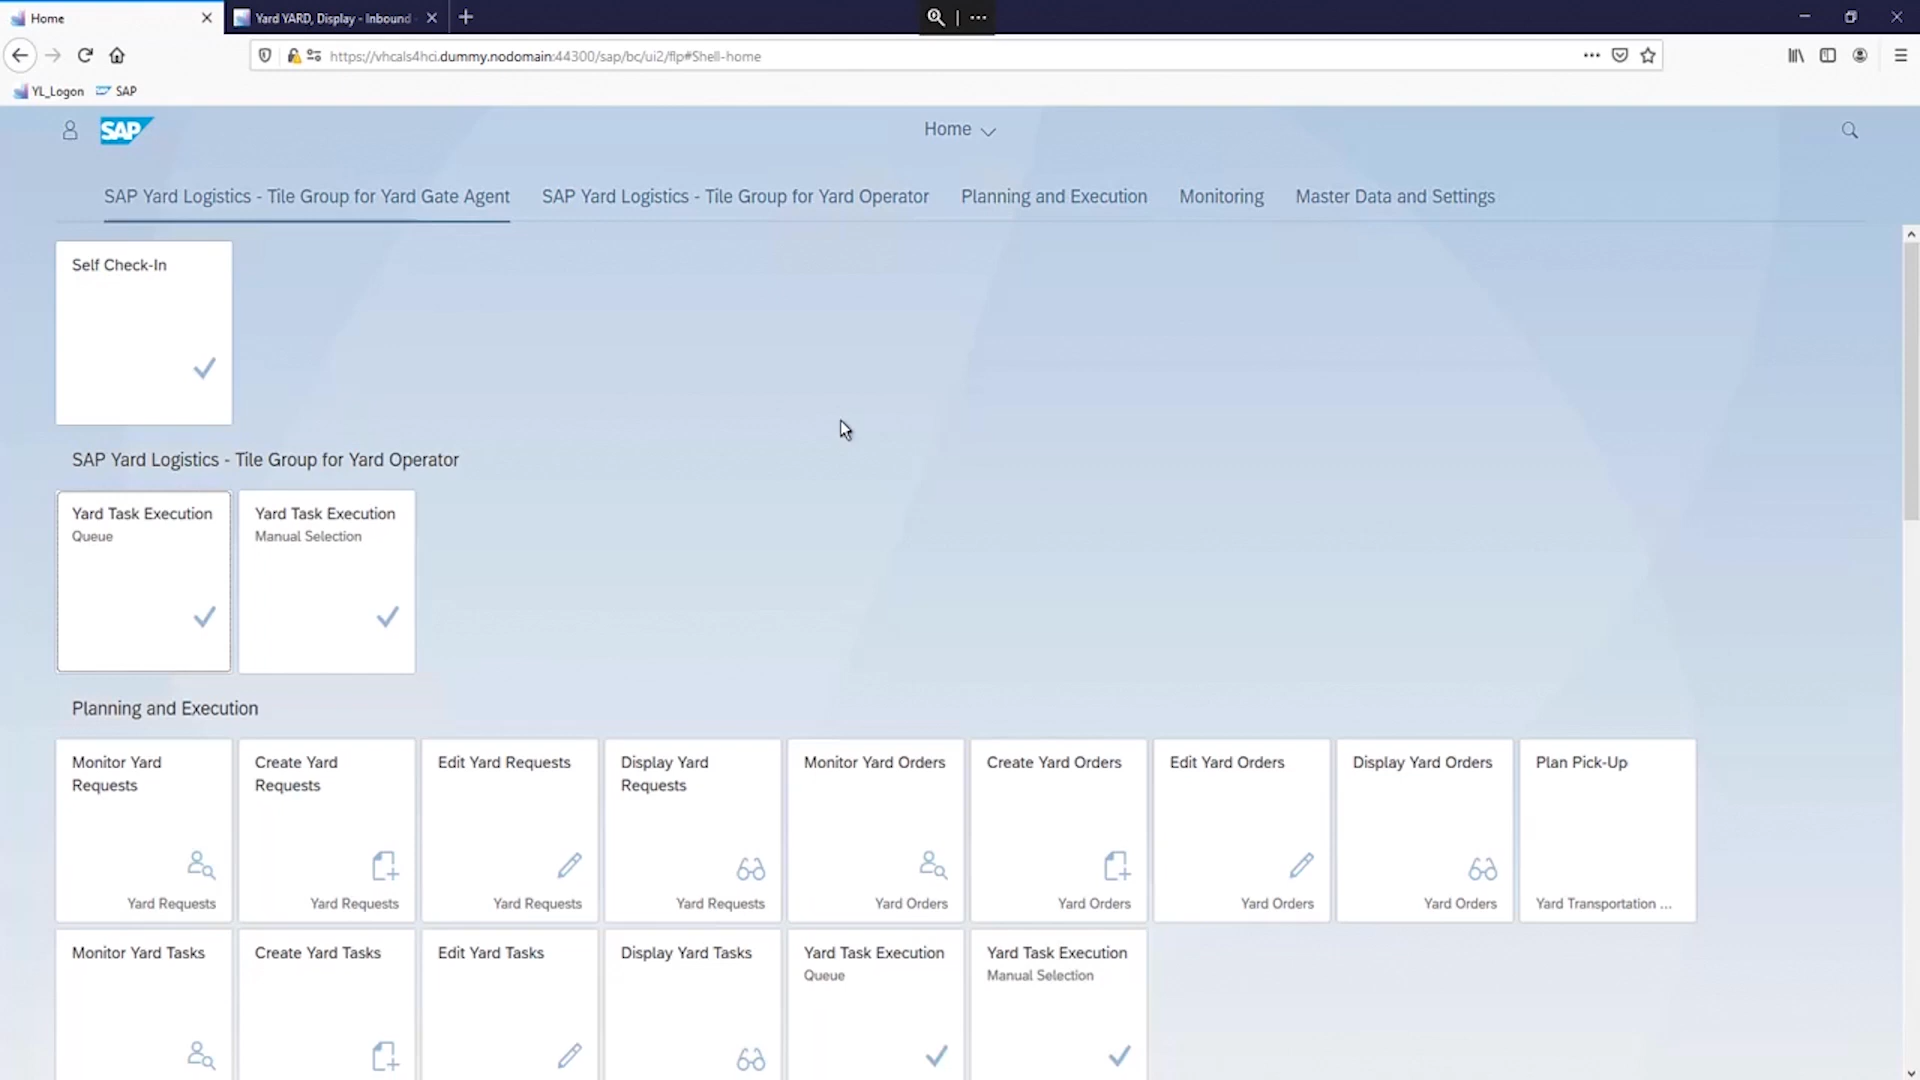 Home
Yard YARD, Display - Inbound
https://vhcals4hci.dummy.nodomain:44300/sap/bc/ui2/flp#Shell-home
YL_Logon
SAP
SAP
Home
SAP Yard Logistics - Tile Group for Yard Gate Agent
SAP Yard Logistics - Tile Group for Yard Operator
Planning and Execution
Monitoring
Master Data and Settings
Self Check-In
SAP Yard Logistics - Tile Group for Yard Operator
Yard Task Execution
Queue
Yard Task Execution
Manual Selection
Planning and Execution
Monitor Yard
Requests
Yard Requests
Create Yard
Requests
Yard Requests
Edit Yard Requests
Yard Requests
Display Yard
Requests
Yard Requests
Monitor Yard Orders
Yard Orders
Create Yard Orders
Yard Orders
Edit Yard Orders
Yard Orders
Display Yard Orders
Yard Orders
Plan Pick-Up
Yard Transportation ...
Monitor Yard Tasks
Create Yard Tasks
Edit Yard Tasks
Display Yard Tasks
Yard Task Execution
Queue
Yard Task Execution
Manual Selection